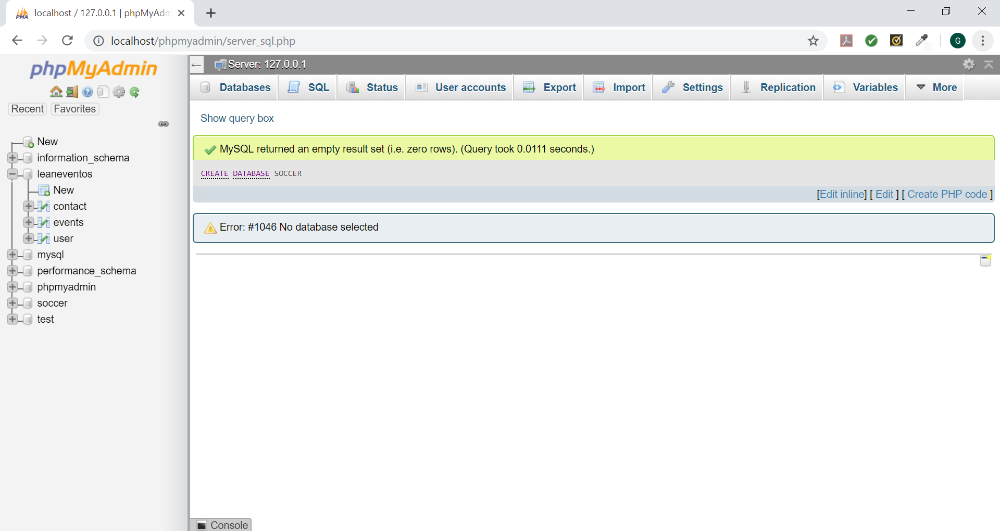 localhost / 127.0.0.1 | phpMyAdm
localhost/phpmyadmin/server_sql.php
G
phpMyAdmin
Recent Favorites
New
information_schema
leaneventos
New
contact
events
user
mysql
performance_schema
phpmyadmin
soccer
test
Server: 127.0.0.1
Databases SQL Status User accounts Export Import Settings Replication Variables More
Show query box
MySQL returned an empty result set (i.e. zero rows). (Query took 0.0111 seconds.)
CREATE DATABASE SOCCER
[Edit inline] [ Edit ] [ Create PHP code ]
Error: #1046 No database selected
Console